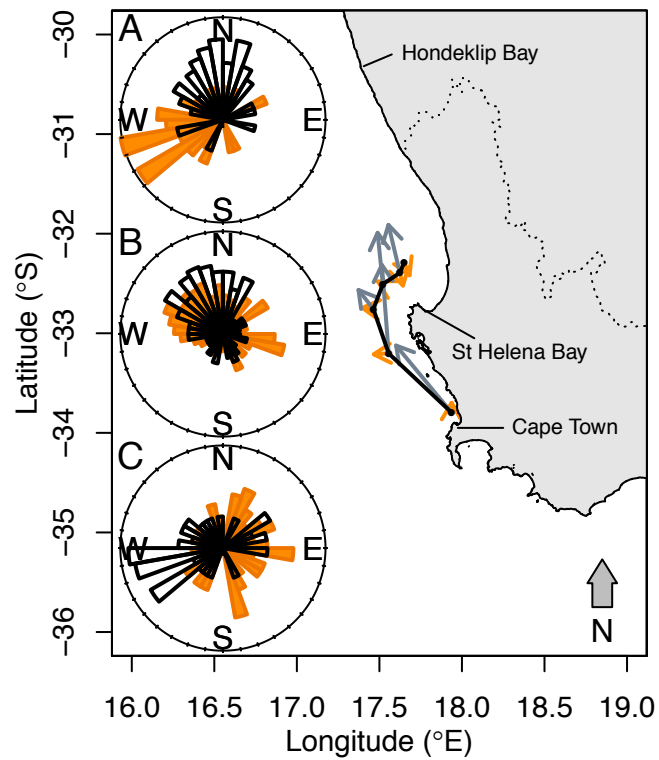 A
N
W
E
S
B
N
W
E
S
C
N
W
E
S
Hondeklip Bay
St Helena Bay
Cape Town
N
−30
−31
−32
−33
−34
−35
−36
Latitude (°S)
16.0 16.5 17.0 17.5 18.0 18.5 19.0
Longitude (°E)